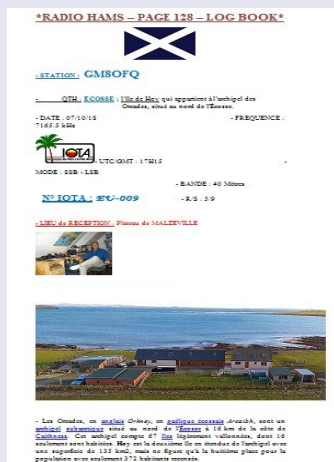 *RADIO HAMS – PAGE 128 – LOG BOOK*
- STATION : GM8OFQ
- QTH : ECOSSE : l'île de Hoy qui appartient à l'archipel des
Orcades, situé au nord de l'Ecosse.
- DATE : 07/10/18 - FREQUENCE :
7165.5 kHz
IOTA
- UTC/GMT : 17H15 -
MODE : SSB - LSB
- BANDE : 40 Mètres
N° IOTA : EU-009 - R/S : 5/9
- LIEU de RECEPTION : Plateau de MALZEVILLE
- Les Orcades, en anglais Orkney, en gaélique écossais Arcaibh, sont un
archipel subarctique situé au nord de l'Écosse à 16 km de la côte de
Caithness. Cet archipel compte 67 îles légèrement vallonnées, dont 16
seulement sont habitées. Hoy est la deuxième île en étendue de l'archipel avec
une superficie de 135 km2, mais ne figure qu'à la huitième place pour la
population avec seulement 372 habitants recensés.